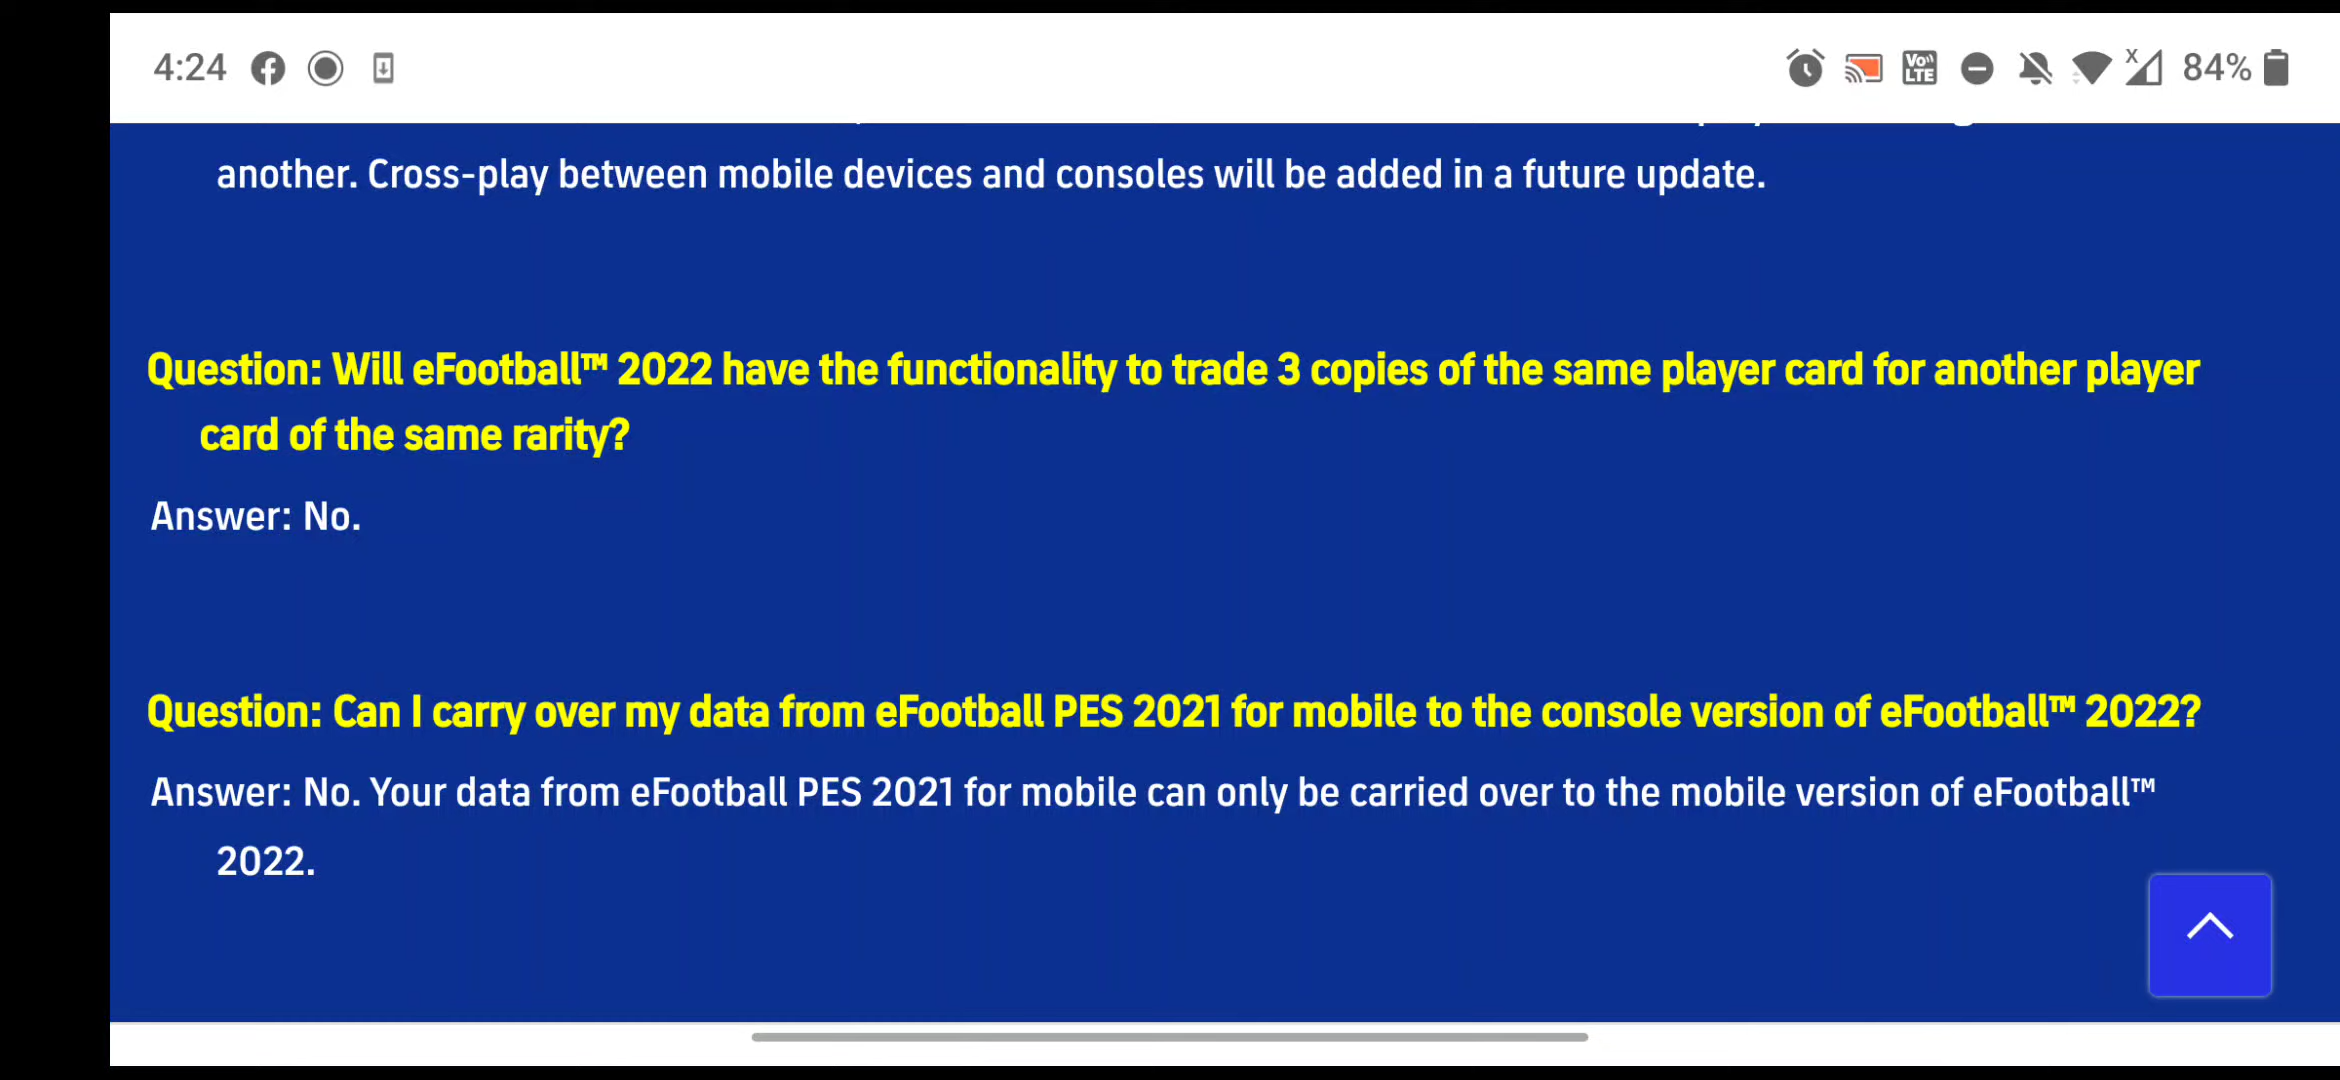 4:24
Vo LTE
84%
another. Cross-play between mobile devices and consoles will be added in a future update.
Question: Will eFootball™ 2022 have the functionality to trade 3 copies of the same player card for another player
card of the same rarity?
Answer: No.
Question: Can I carry over my data from eFootball PES 2021 for mobile to the console version of eFootball™ 2022?
Answer: No. Your data from eFootball PES 2021 for mobile can only be carried over to the mobile version of eFootball™
2022.